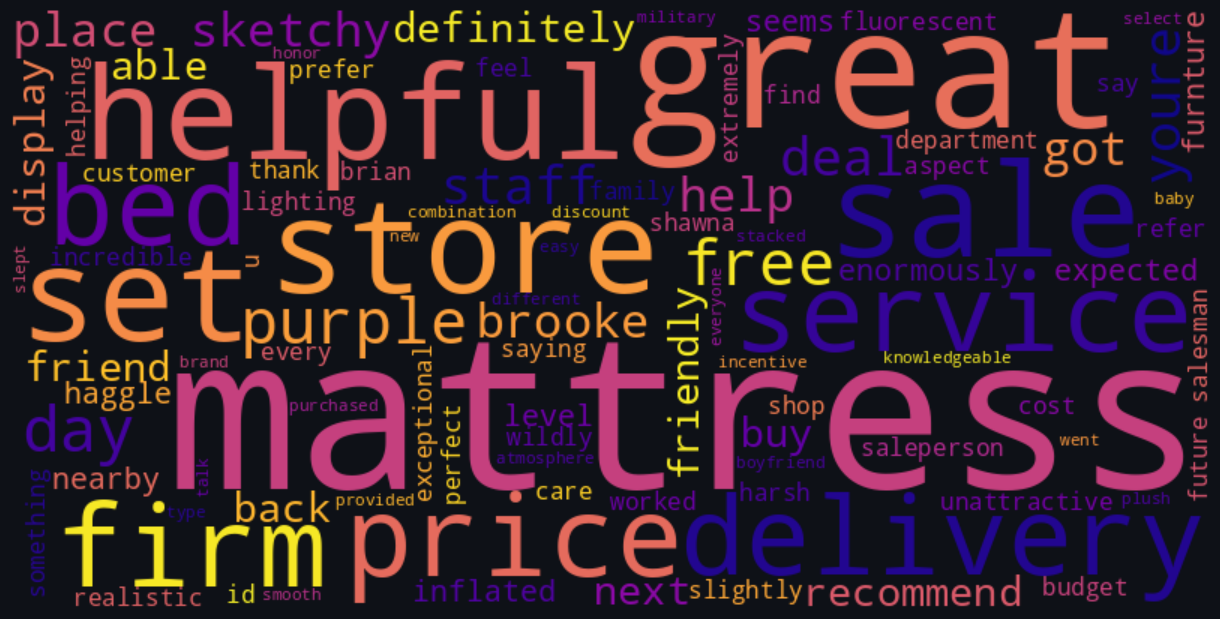 place
sketchy
definitely
military
seems
fluorescent
select
furnture
youre
great
honor
able
prefer
feel
helpful
helping
display
extremely
find
say
department
got
deal
aspect
customer
thank
brian
staff
family
help
sale
baby
bed
lighting
combination
discount
shawna
refer
new
store
easy
stacked
incredible
u
slept
set
free
enormously
expected
everyone
different
service
purple
brooke
friendly
friend
brand
every
saying
incentive
knowledgeable
future salesman
haggle
mattress
exceptional
purchased
level
shop
cost
day
wildly
buy
went
perfect
saleperson
atmosphere
boyfriend
nearby
talk
something
care
harsh
provided
worked
unattractive
plush
back
type
firm
price
delivery
realistic
id
smooth
inflated
next
slightly
recommend
budget